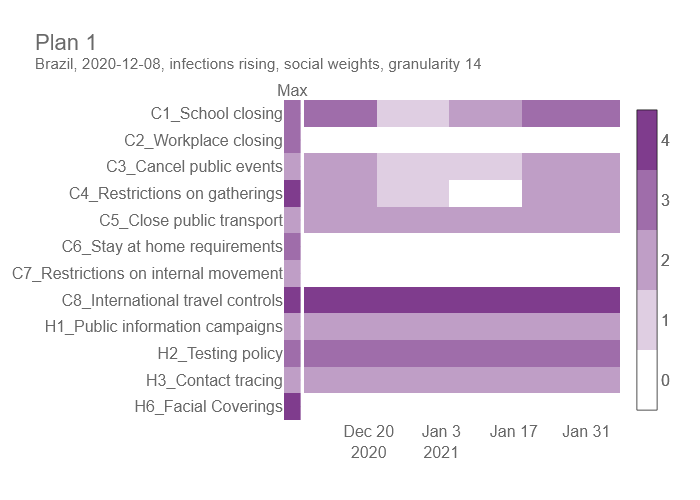 Plan 1
Brazil, 2020-12-08, infections rising, social weights, granularity 14
Max
C1_School closing
C2_Workplace closing
C3_Cancel public events
C4_Restrictions on gatherings
C5_Close public transport
C6_Stay at home requirements
C7_Restrictions on internal movement
C8_International travel controls
H1_Public information campaigns
H2_Testing policy
H3_Contact tracing
H6_Facial Coverings
4
3
2
1
0
Dec 20 Jan 3 Jan 17 Jan 31
2020 2021